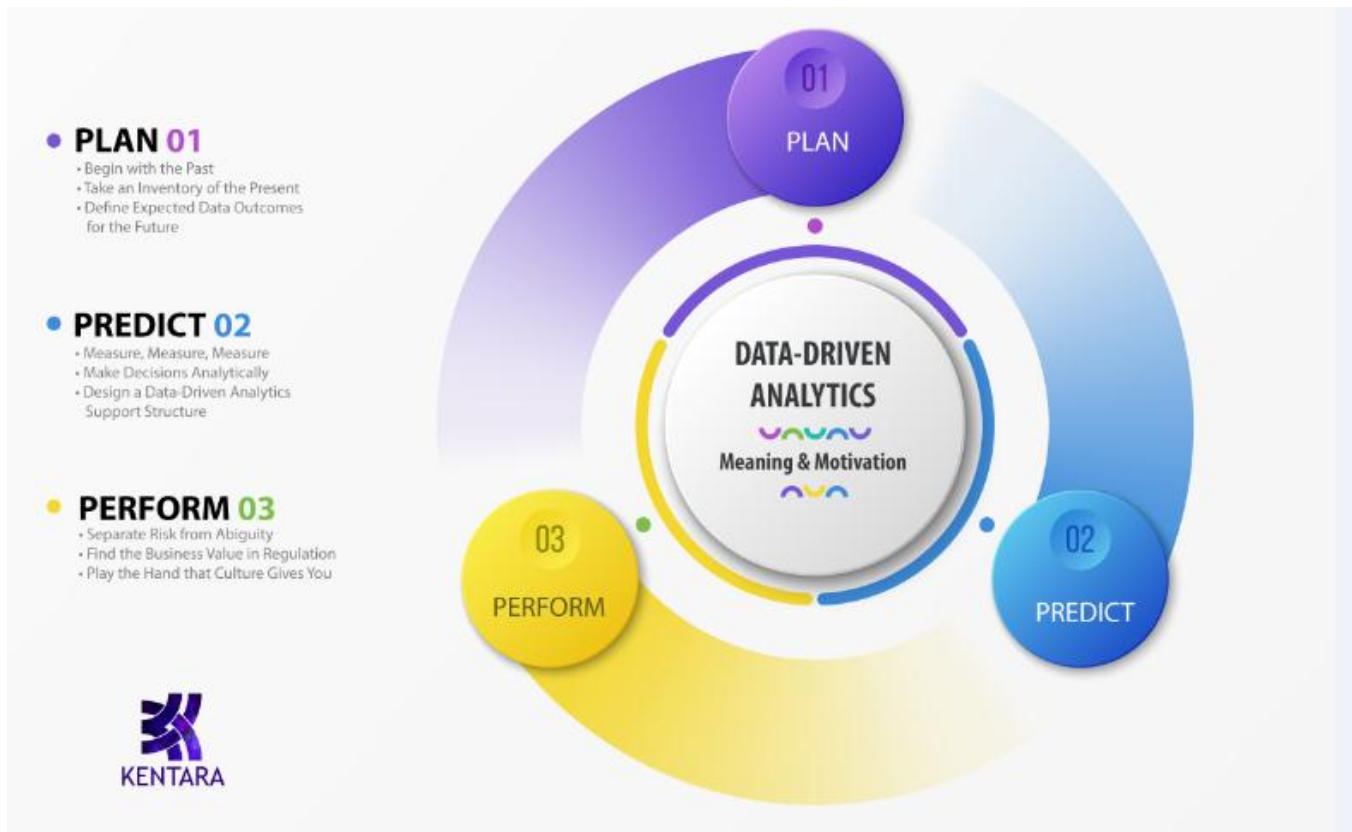 PLAN 01
• Begin with the Past
• Take an Inventory of the Present
• Define Expected Data Outcomes
for the Future
PREDICT 02
• Measure, Measure, Measure
• Make Decisions Analytically
• Design a Data-Driven Analytics
Support Structure
PERFORM 03
• Separate Risk from Abiguity
• Find the Business Value in Regulation
• Play the Hand that Culture Gives You
KENTARA
01
PLAN
DATA-DRIVEN
ANALYTICS
Meaning & Motivation
03
PERFORM
02
PREDICT